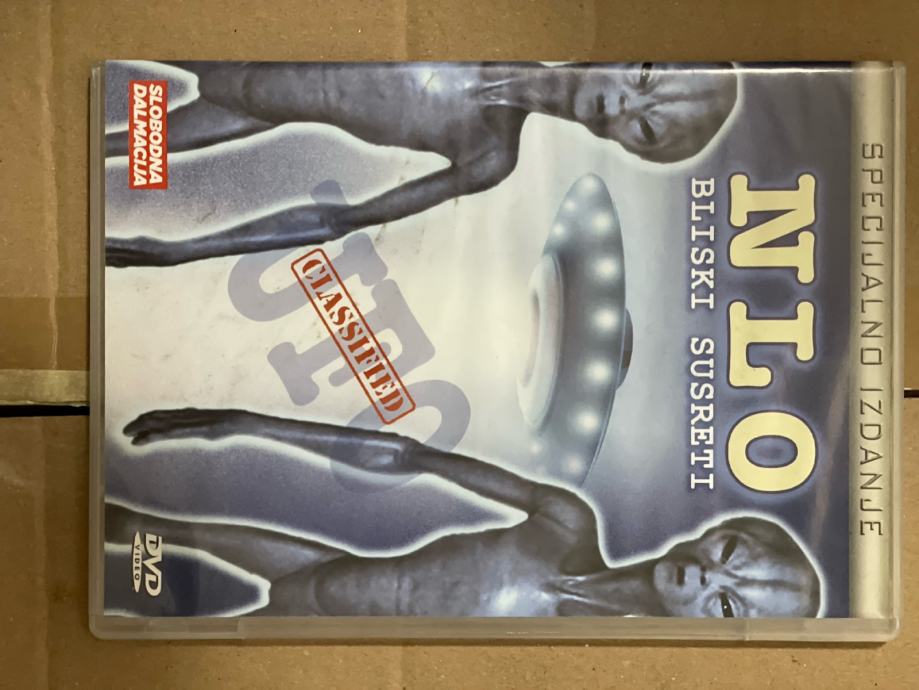 SPECIJALNO IZDANJE
NLO
BLISKI SUSRETI
UFO
CLASSIFIED
SLOBODNA
DALMACIJA
DVD
VIDEO